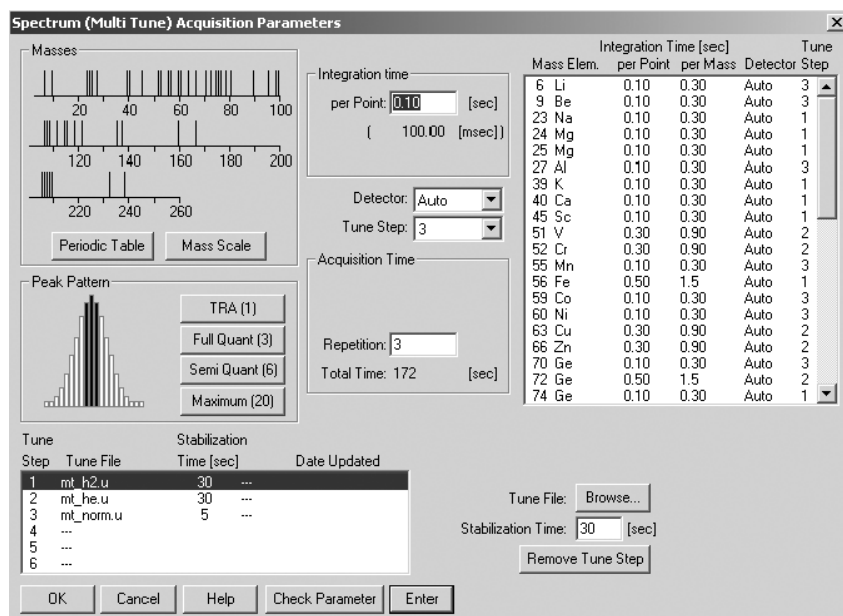 Spectrum (Multi Tune) Acquisition Parameters
Masses
20 40 60 80 100
120 140 160 180 200
220 240 260
Periodic Table Mass Scale
Peak Pattern
TRA (1)
Full Quant (3)
Semi Quant (6)
Maximum (20)
Integration time
per Point: 0.10 [sec]
( 100.00 [msec])
Detector: Auto
Tune Step: 3
Acquisition Time
Repetition: 3
Total Time: 172 [sec]
Integration Time [sec] Tune
Mass Elem. per Point per Mass Detector Step
6 Li 0.10 0.30 Auto 3
9 Be 0.10 0.30 Auto 3
23 Na 0.10 0.30 Auto 1
24 Mg 0.10 0.30 Auto 1
25 Mg 0.10 0.30 Auto 1
27 Al 0.10 0.30 Auto 3
39 K 0.10 0.30 Auto 1
40 Ca 0.10 0.30 Auto 1
45 Sc 0.10 0.30 Auto 1
51 V 0.30 0.90 Auto 2
52 Cr 0.30 0.90 Auto 2
55 Mn 0.10 0.30 Auto 3
56 Fe 0.50 1.5 Auto 1
59 Co 0.10 0.30 Auto 3
60 Ni 0.10 0.30 Auto 3
63 Cu 0.30 0.90 Auto 2
66 Zn 0.30 0.90 Auto 2
70 Ge 0.10 0.30 Auto 3
72 Ge 0.50 1.5 Auto 2
74 Ge 0.10 0.30 Auto 1
Tune Stabilization
Step Tune File Time [sec] Date Updated
1 mt_h2.u 30 ---
2 mt_he.u 30 ---
3 mt_norm.u 5 ---
4 ---
5 ---
6 ---
Tune File: Browse...
Stabilization Time: 30 [sec]
Remove Tune Step
OK Cancel Help Check Parameter Enter